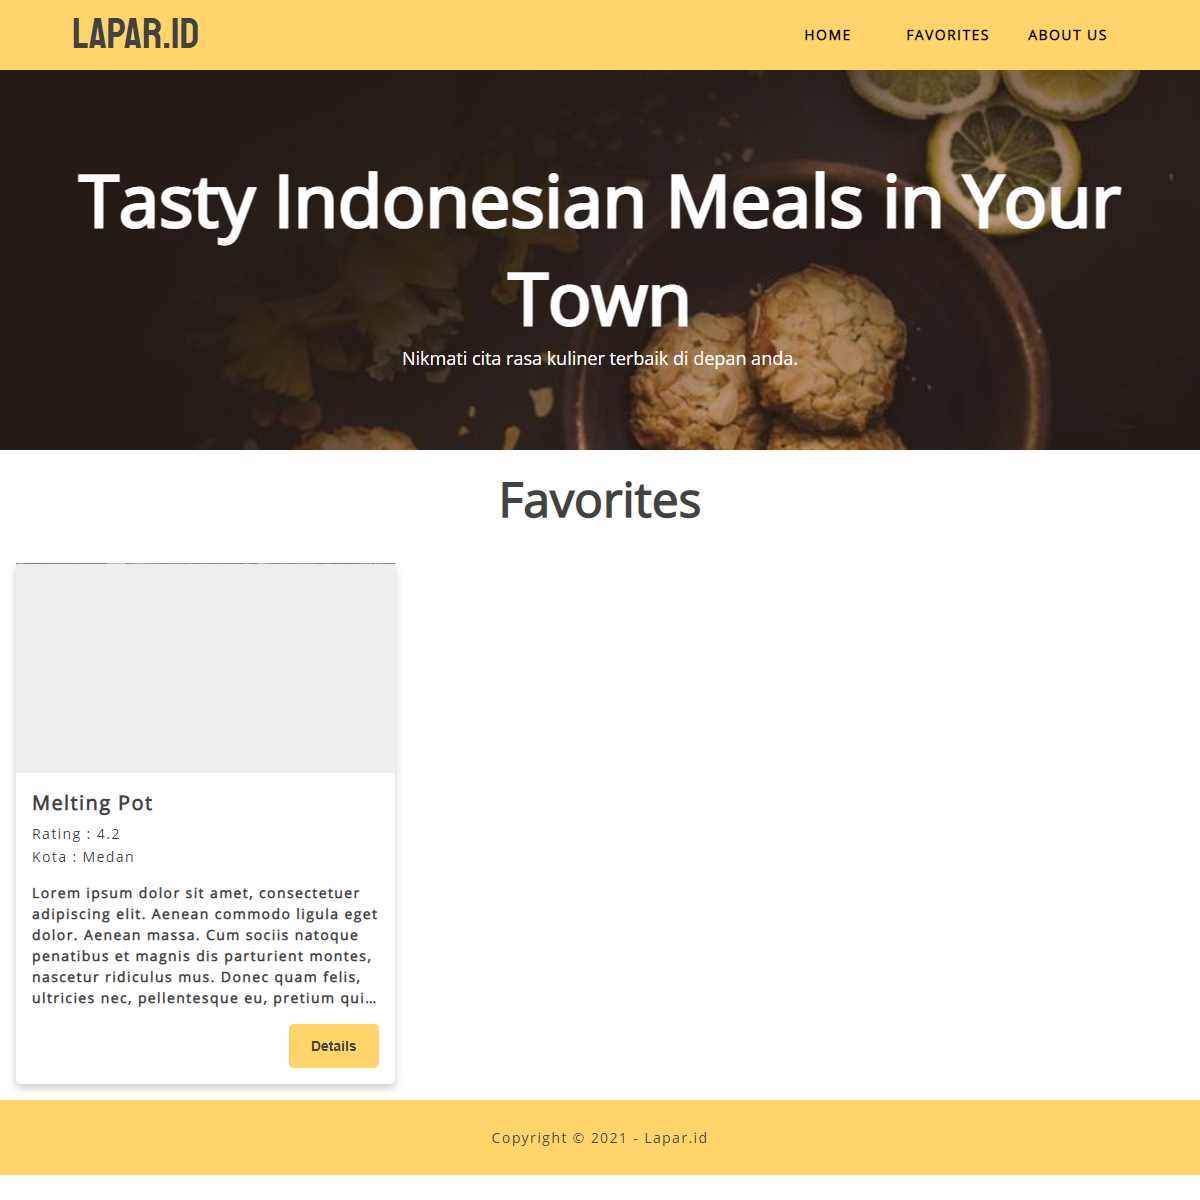 LAPAR.ID
HOME FAVORITES ABOUT US
Tasty Indonesian Meals in Your
Town
Nikmati cita rasa kuliner terbaik di depan anda.
Favorites
Melting Pot
Rating : 4.2
Kota : Medan
Lorem ipsum dolor sit amet, consectetuer
adipiscing elit. Aenean commodo ligula eget
dolor. Aenean massa. Cum sociis natoque
penatibus et magnis dis parturient montes,
nascetur ridiculus mus. Donec quam felis,
ultricies nec, pellentesque eu, pretium qui…
Details
Copyright © 2021 - Lapar.id